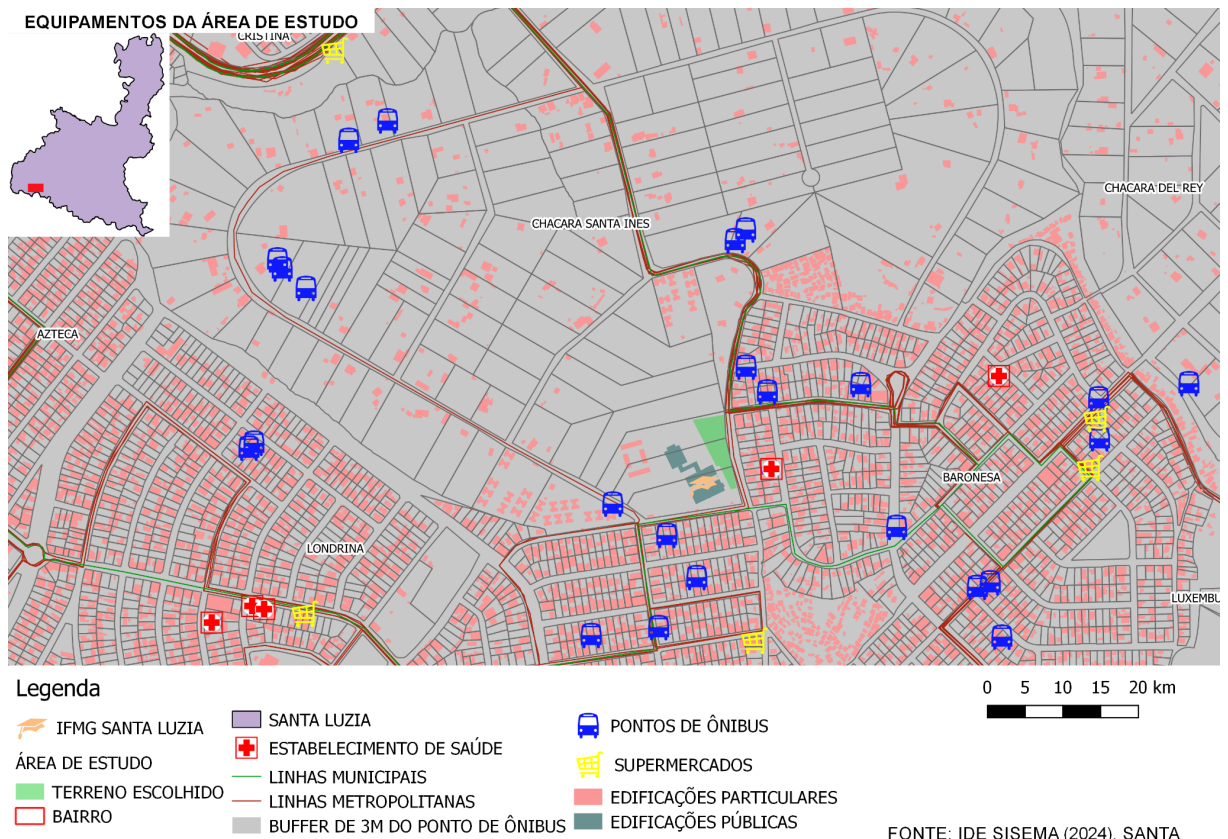 EQUIPAMENTOS DA ÁREA DE ESTUDO
CRISTINA
CHACARA DEL REY
CHACARA SANTA INES
AZTECA
BARONESA
LONDRINA
LUXEMBU
Legenda
IFMG SANTA LUZIA
ÁREA DE ESTUDO
TERRENO ESCOLHIDO
BAIRRO
SANTA LUZIA
ESTABELECIMENTO DE SAÚDE
LINHAS MUNICIPAIS
LINHAS METROPOLITANAS
BUFFER DE 3M DO PONTO DE ÔNIBUS
PONTOS DE ÔNIBUS
SUPERMERCADOS
EDIFICAÇÕES PARTICULARES
EDIFICAÇÕES PÚBLICAS
0 5 10 15 20 km
FONTE: IDE SISEMA (2024), SANTA